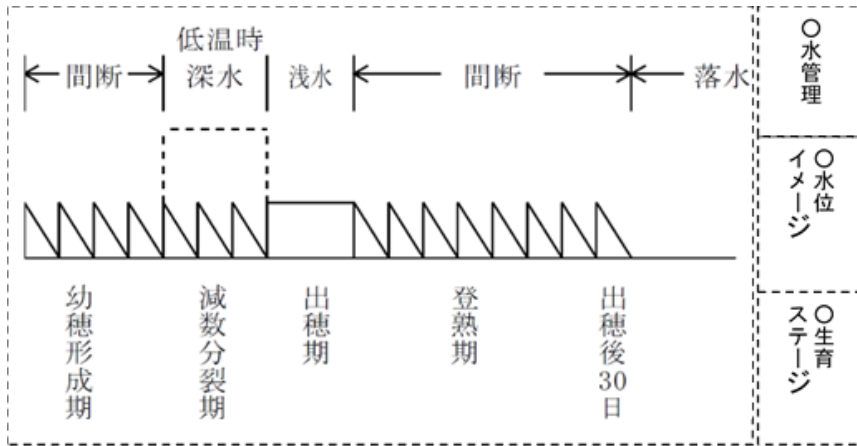 低温時
間断
深水
浅水
間断
落水
○水管理
○水位
イメージ
幼穂形成期
減数分裂期
出穂期
登熟期
出穂後30日
○生育
ステージ